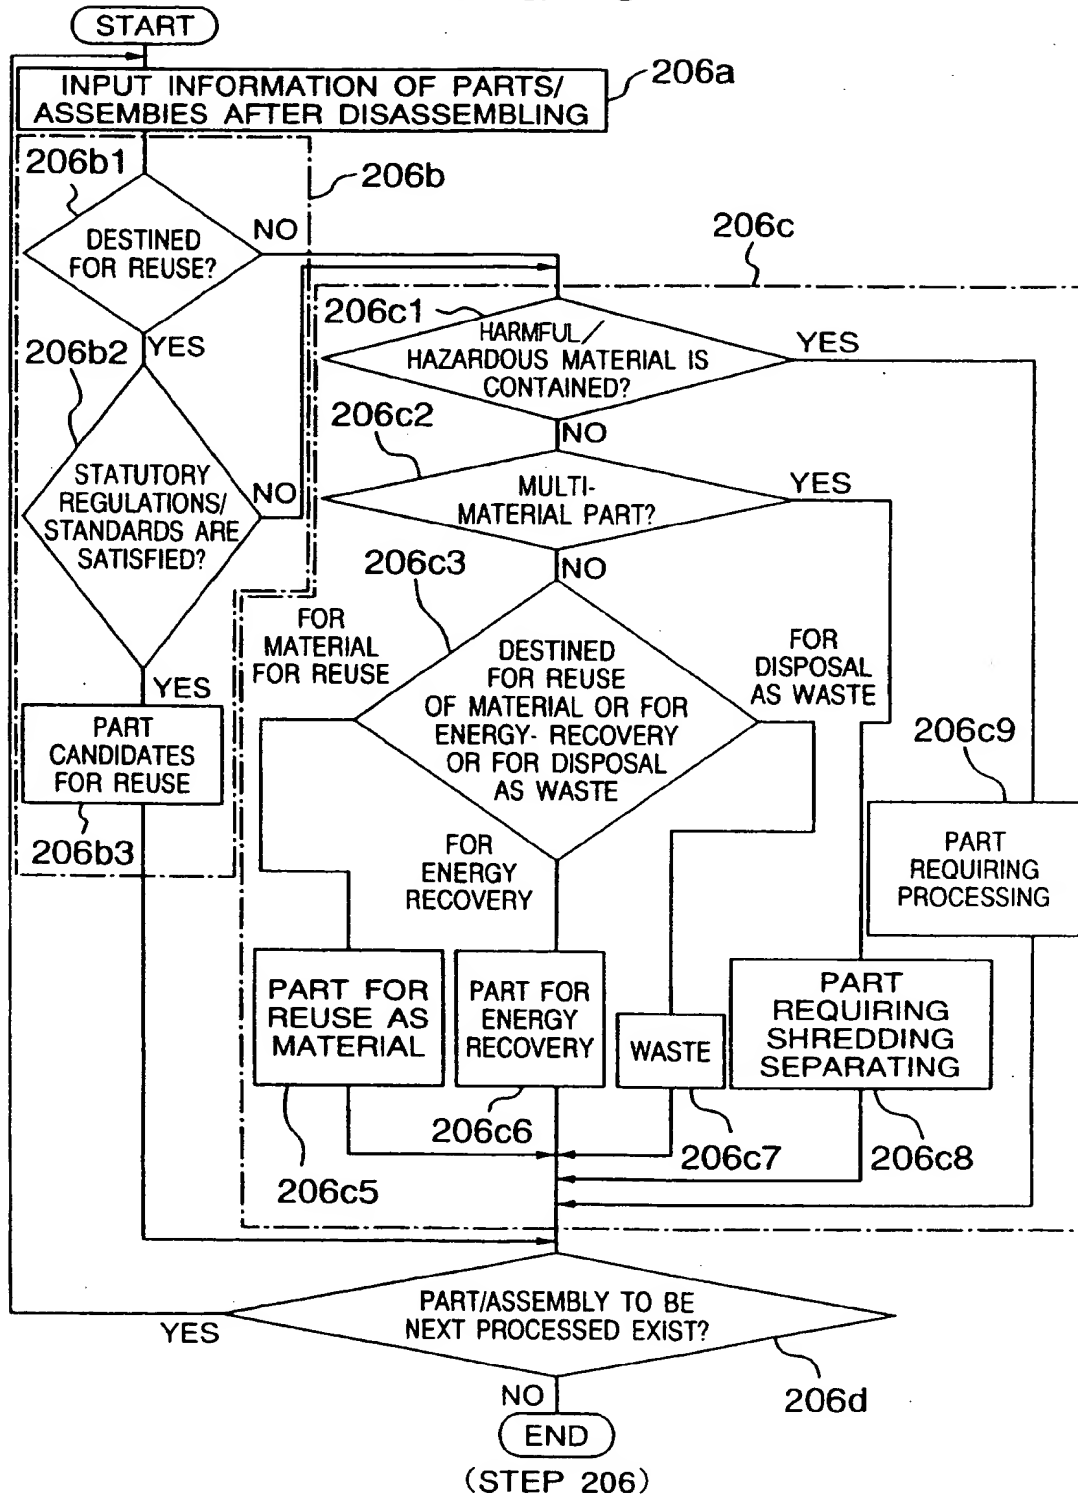 START
206a
INPUT INFORMATION OF PARTS/
ASSEMBIES AFTER DISASSEMBLING
206b1
206b
DESTINED
FOR REUSE?
NO
206c
206c1
HARMFUL/
HAZARDOUS MATERIAL IS
CONTAINED?
YES
YES
206b2
206c2
NO
STATUTORY
REGULATIONS/
STANDARDS ARE
SATISFIED?
NO
MULTI-
MATERIAL PART?
YES
206c3
NO
FOR
MATERIAL
FOR REUSE
DESTINED
FOR REUSE
OF MATERIAL OR FOR
ENERGY- RECOVERY
OR FOR DISPOSAL
AS WASTE
FOR
DISPOSAL
AS WASTE
YES
PART
CANDIDATES
FOR REUSE
206b3
206c9
PART
REQUIRING
PROCESSING
FOR
ENERGY
RECOVERY
PART FOR
REUSE AS
MATERIAL
PART FOR
ENERGY
RECOVERY
WASTE
PART
REQUIRING
SHREDDING
SEPARATING
206c5
206c6
206c7
206c8
PART/ASSEMBLY TO BE
NEXT PROCESSED EXIST?
YES
206d
NO
END
(STEP 206)